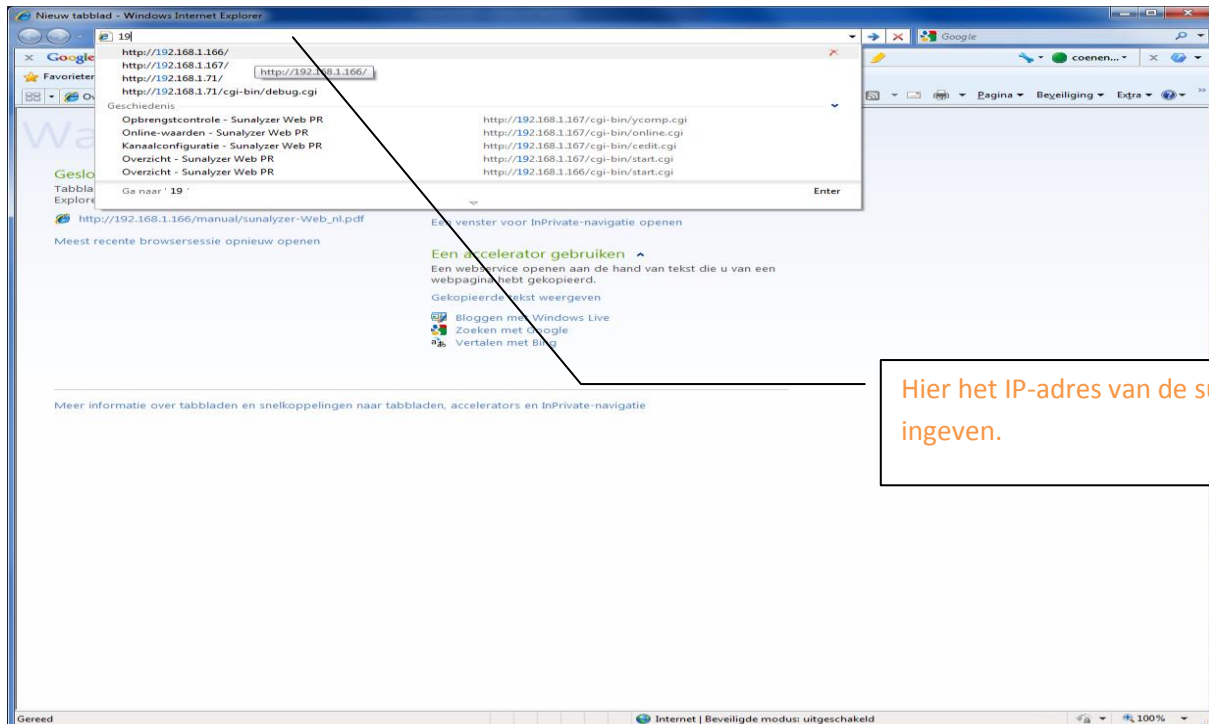 Nieuw tabblad - Windows Internet Explorer
19
Google
Google
coenen...
Favorieten
Pagina Beveiliging Extra
http://192.168.1.166/
http://192.168.1.167/
http://192.168.1.71/
http://192.168.1.166/
http://192.168.1.71/cgi-bin/debug.cgi
Geschiedenis
Opbrengstcontrole - Sunalyzer Web PR http://192.168.1.167/cgi-bin/ycomp.cgi
Online-waarden - Sunalyzer Web PR http://192.168.1.167/cgi-bin/online.cgi
Kanaalconfiguratie - Sunalyzer Web PR http://192.168.1.167/cgi-bin/cedit.cgi
Overzicht - Sunalyzer Web PR http://192.168.1.167/cgi-bin/start.cgi
Overzicht - Sunalyzer Web PR http://192.168.1.166/cgi-bin/start.cgi
Ga naar ' 19 ' Enter
Wa
Geslo
Tabbla
Explore
http://192.168.1.166/manual/sunalyzer-Web_nl.pdf
Meest recente browsersessie opnieuw openen
Een venster voor InPrivate-navigatie openen
Een accelerator gebruiken
Een webservice openen aan de hand van tekst die u van een
webpagina hebt gekopieerd.
Gekopieerde tekst weergeven
Bloggen met Windows Live
Zoeken met Google
Vertalen met Bing
Meer informatie over tabbladen en snelkoppelingen naar tabbladen, accelerators en InPrivate-navigatie
Hier het IP-adres van de su
ingeven.
Gereed
Internet | Beveiligde modus: uitgeschakeld
100%